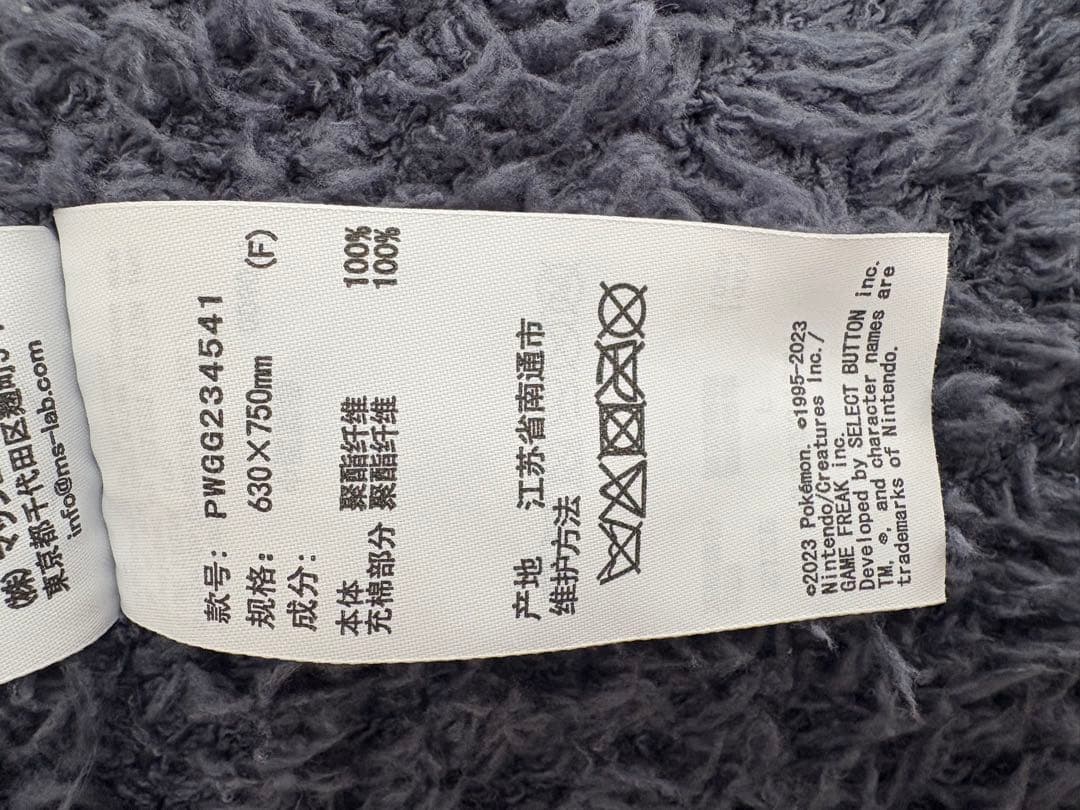 東京都千代田区麹町
info@ms-lab.com
款号: PWGG234541
规格: 630×750mm (F)
成分:
本体 聚酯纤维 100%
充棉部分 聚酯纤维 100%
产地 江苏省南通市
维护方法
©2023 Pokémon. ©1995-2023
Nintendo/Creatures Inc./
GAME FREAK inc.
Developed by SELECT BUTTON inc.
TM, ®, and character names are
trademarks of Nintendo.